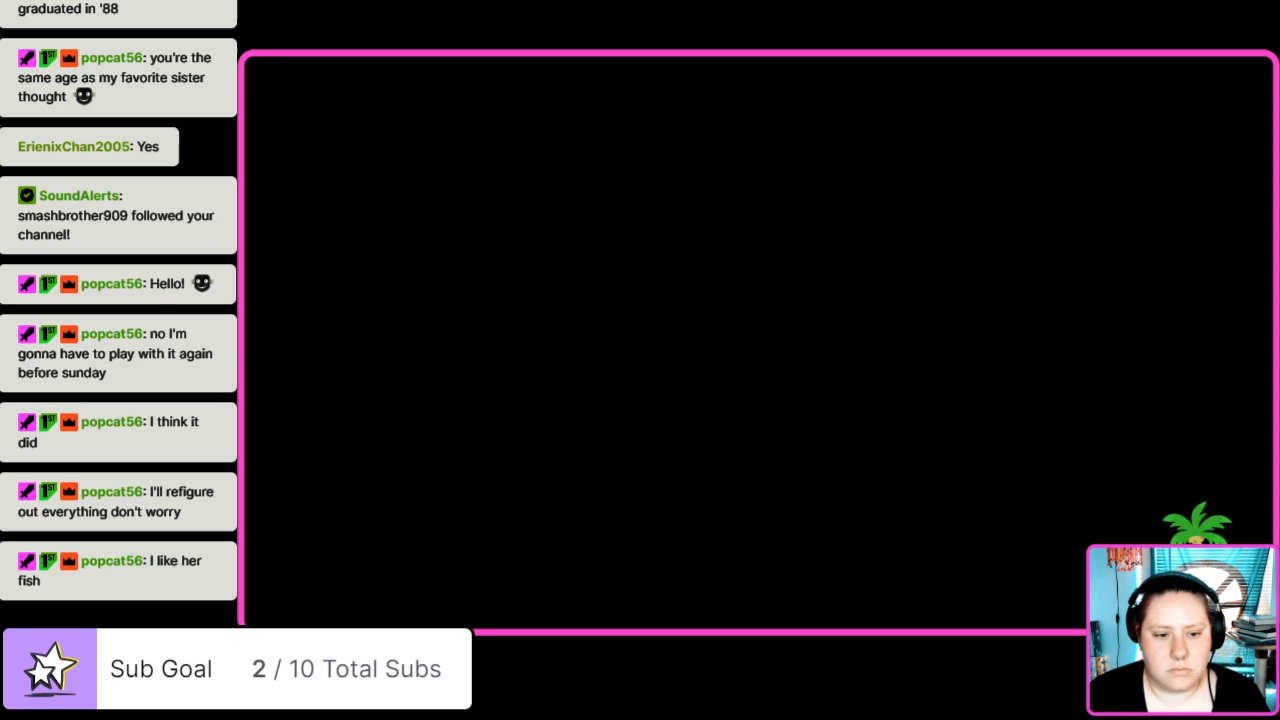 graduated in '88
popcat56: you're the
same age as my favorite sister
thought
ErienixChan2005: Yes
SoundAlerts:
smashbrother909 followed your
channel!
popcat56: Hello!
popcat56: no I'm
gonna have to play with it again
before sunday
popcat56: I think it
did
popcat56: I'll refigure
out everything don't worry
popcat56: I like her
fish
Sub Goal 2 / 10 Total Subs